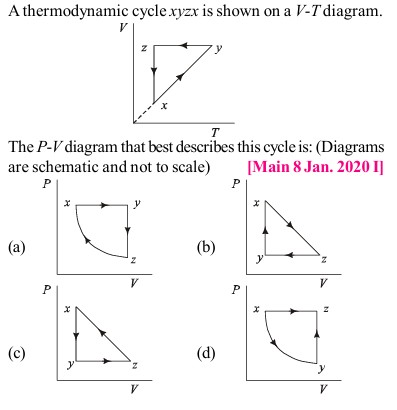 A thermodynamic cycle xyzx is shown on a V-T diagram.
V
z
y
x
T
The P-V diagram that best describes this cycle is: (Diagrams
are schematic and not to scale) [Main 8 Jan. 2020 I]
P
x
y
(a)
z
V
P
x
(b)
y
z
V
P
x
(c)
y
z
V
P
x
z
(d)
y
V